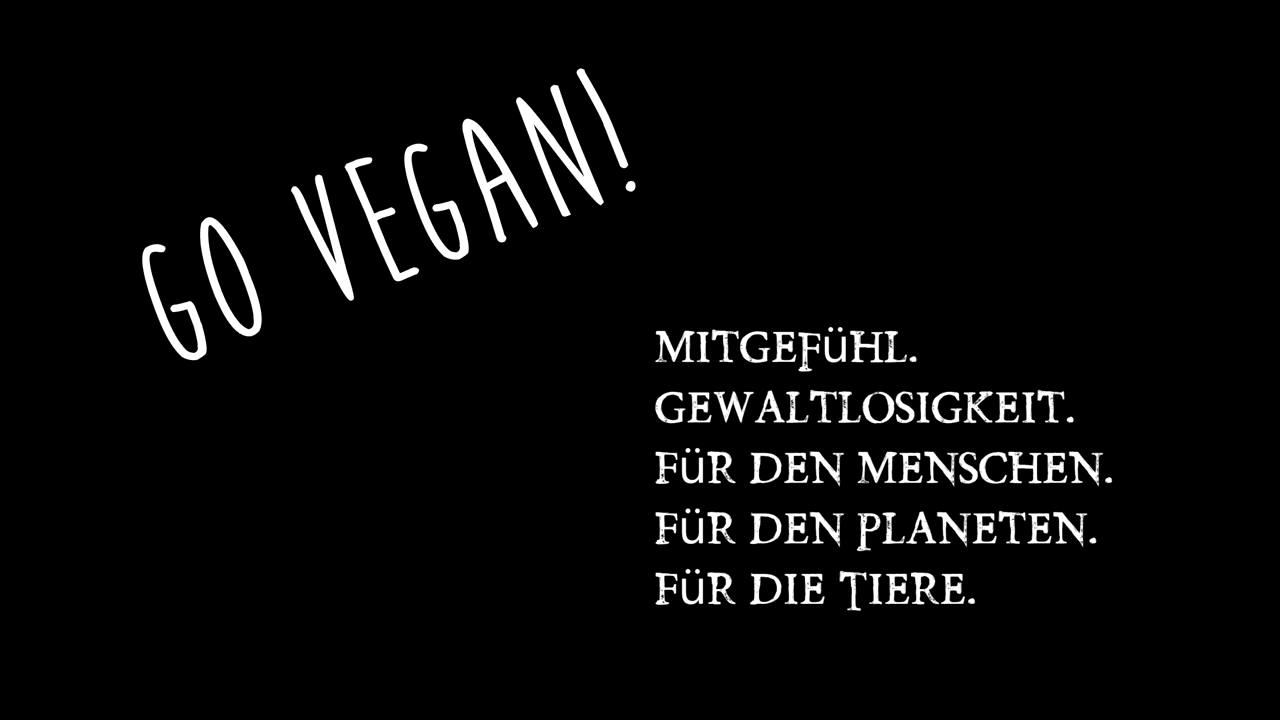 GO VEGAN!
MITGEFÜHL.
GEWALTLOSIGKEIT.
FÜR DEN MENSCHEN.
FÜR DEN PLANETEN.
FÜR DIE TIERE.